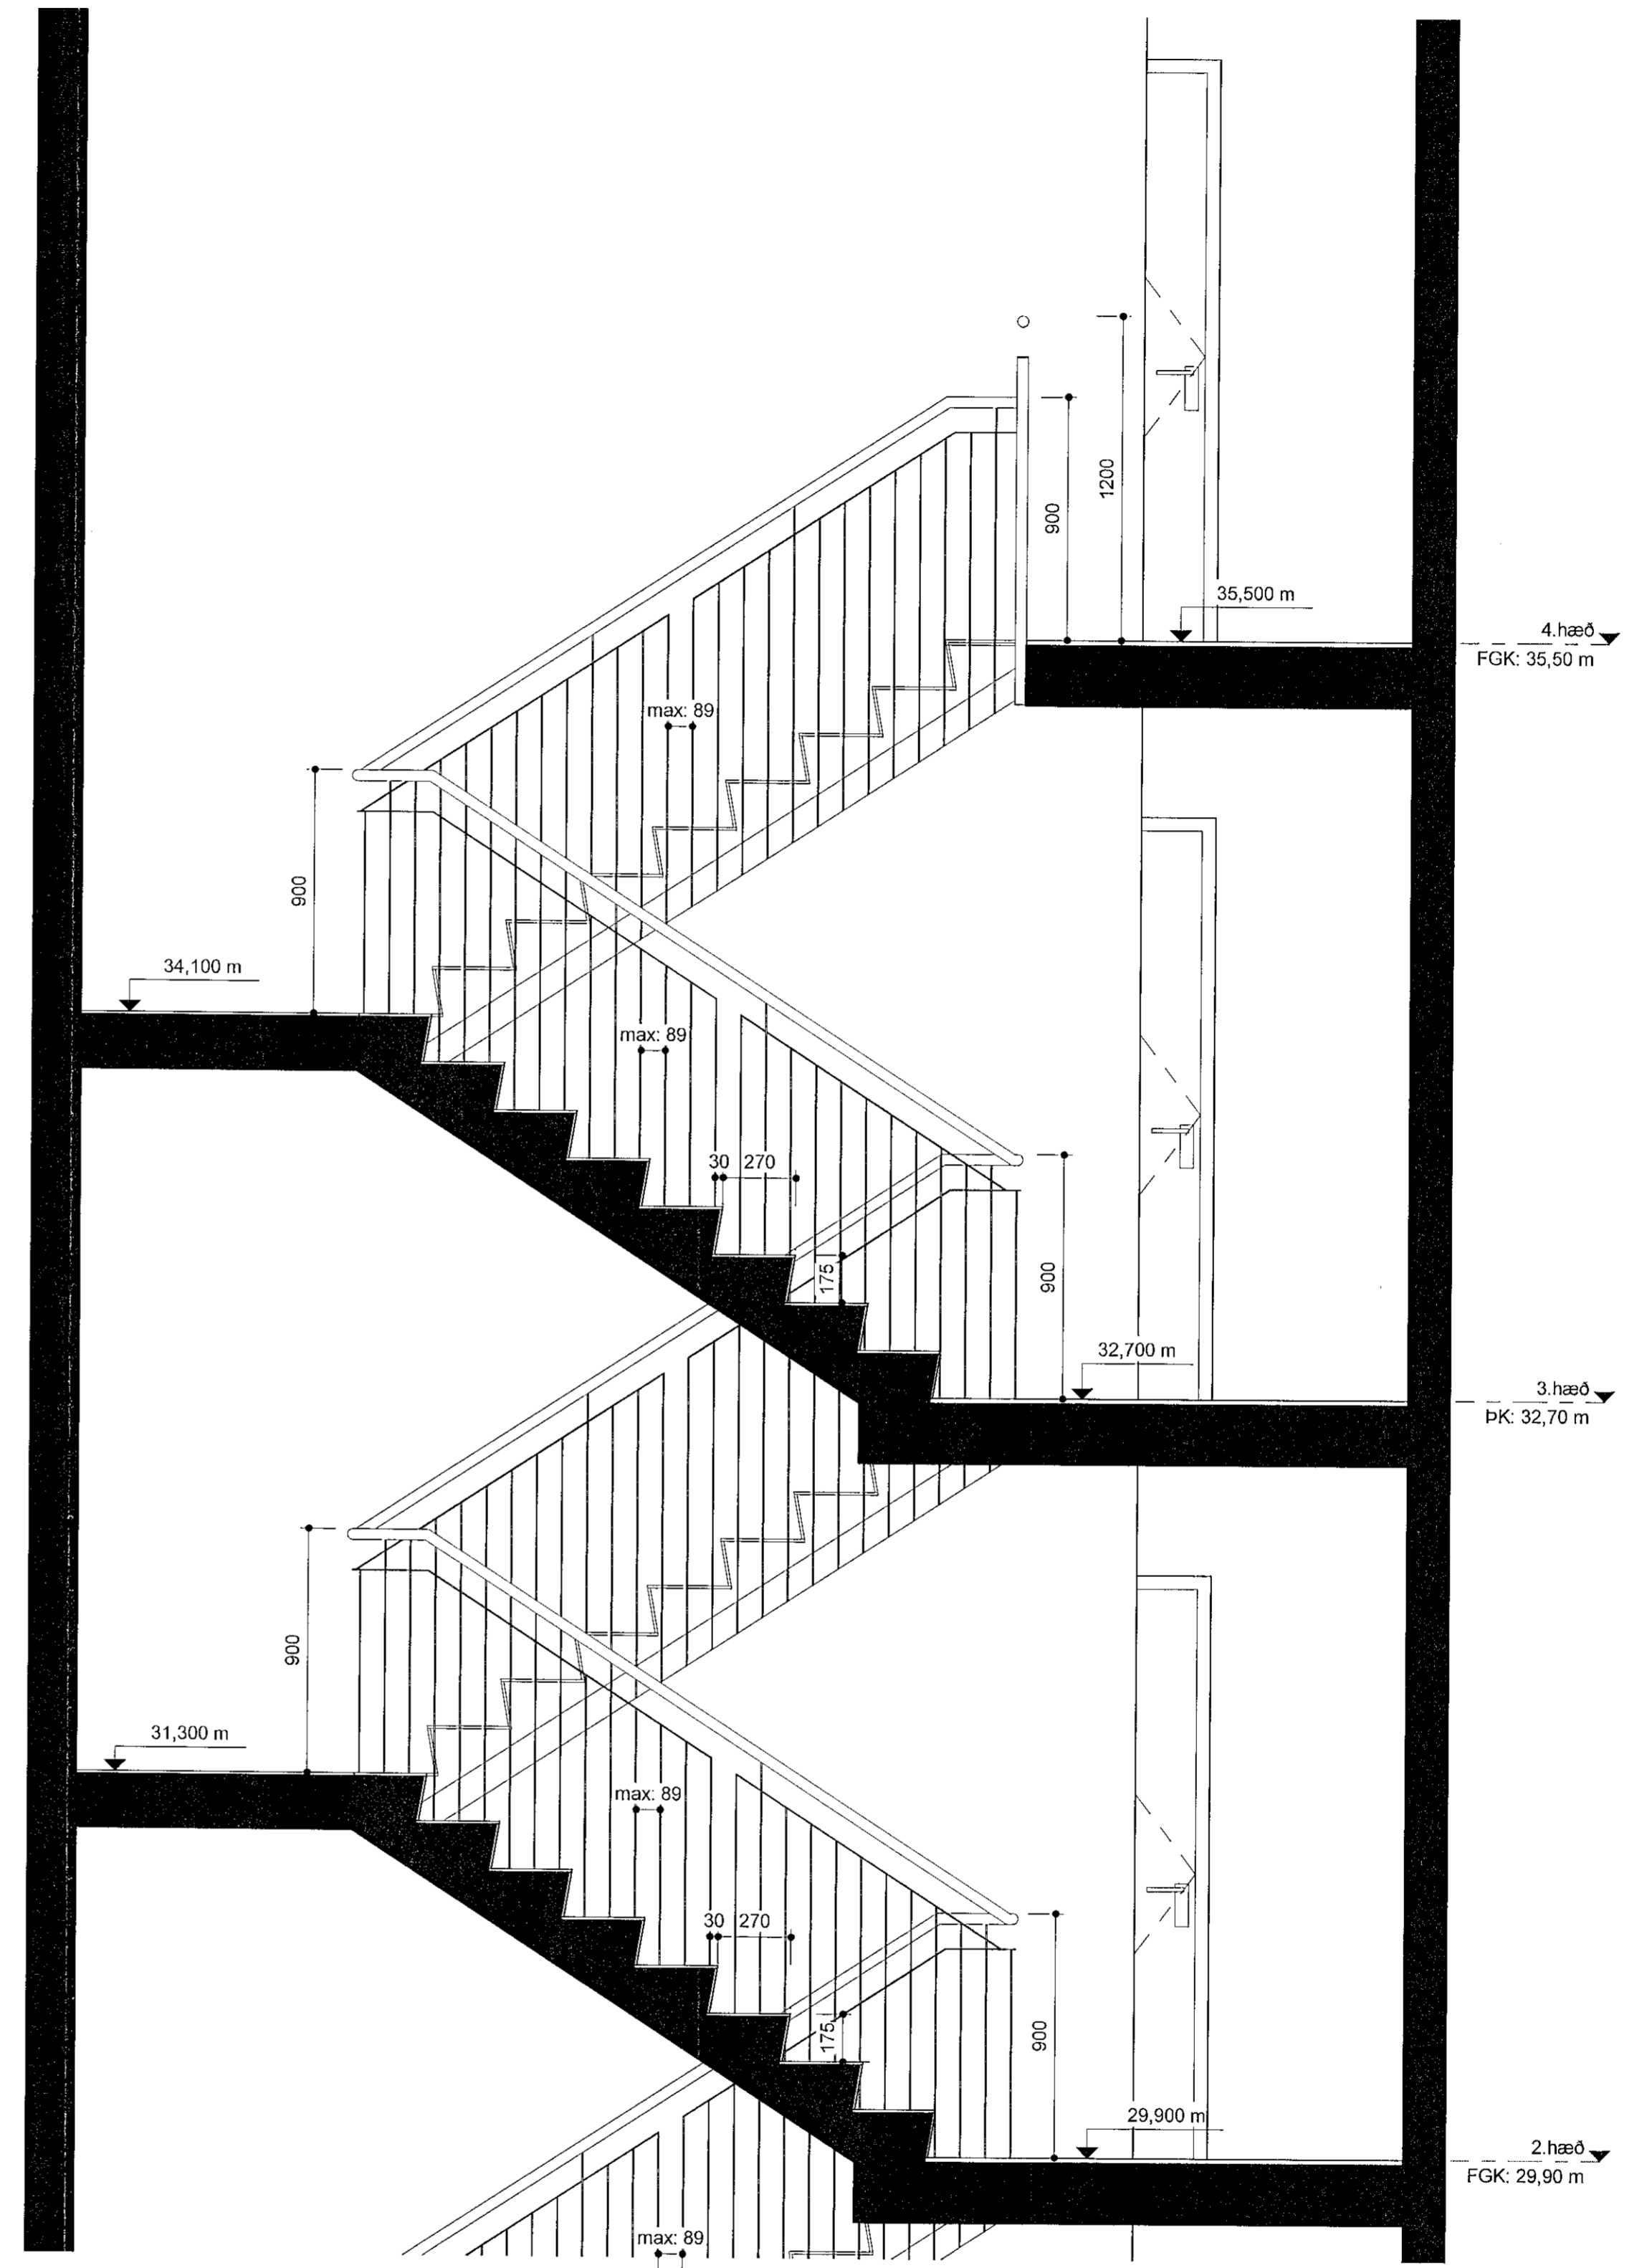 1200
900
35,500 m
4.hæð
FGK: 35,50 m
max: 89
900
34,100 m
max: 89
30 270
175
900
32,700 m
3.hæð
ÞK: 32,70 m
900
31,300 m
max: 89
30 270
175
900
29,900 m
2.hæð
FGK: 29,90 m
max: 89